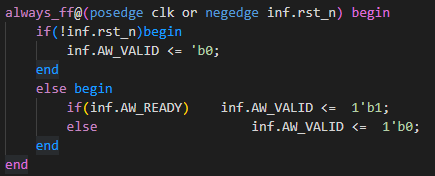 always_ff@(posedge clk or negedge inf.rst_n) begin
    if(!inf.rst_n)begin
        inf.AW_VALID <= 'b0;
    end
    else begin
        if(inf.AW_READY)    inf.AW_VALID <=  1'b1;
        else                inf.AW_VALID <=  1'b0;
    end
end